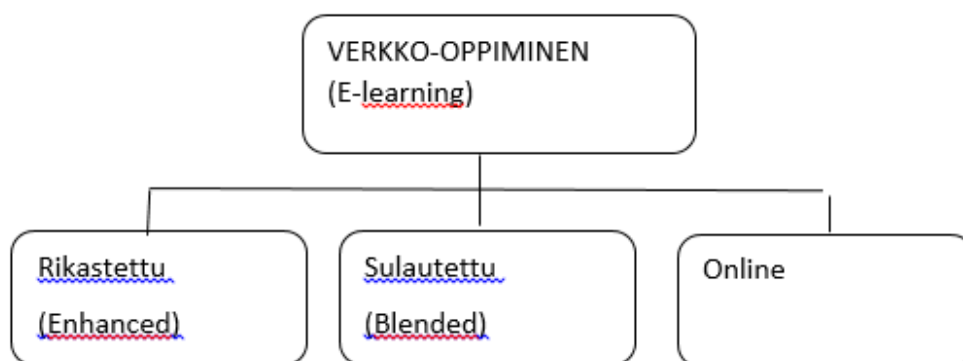 VERKKO-OPPIMINEN
(E-learning)
Rikastettu
(Enhanced)
Sulautettu
(Blended)
Online